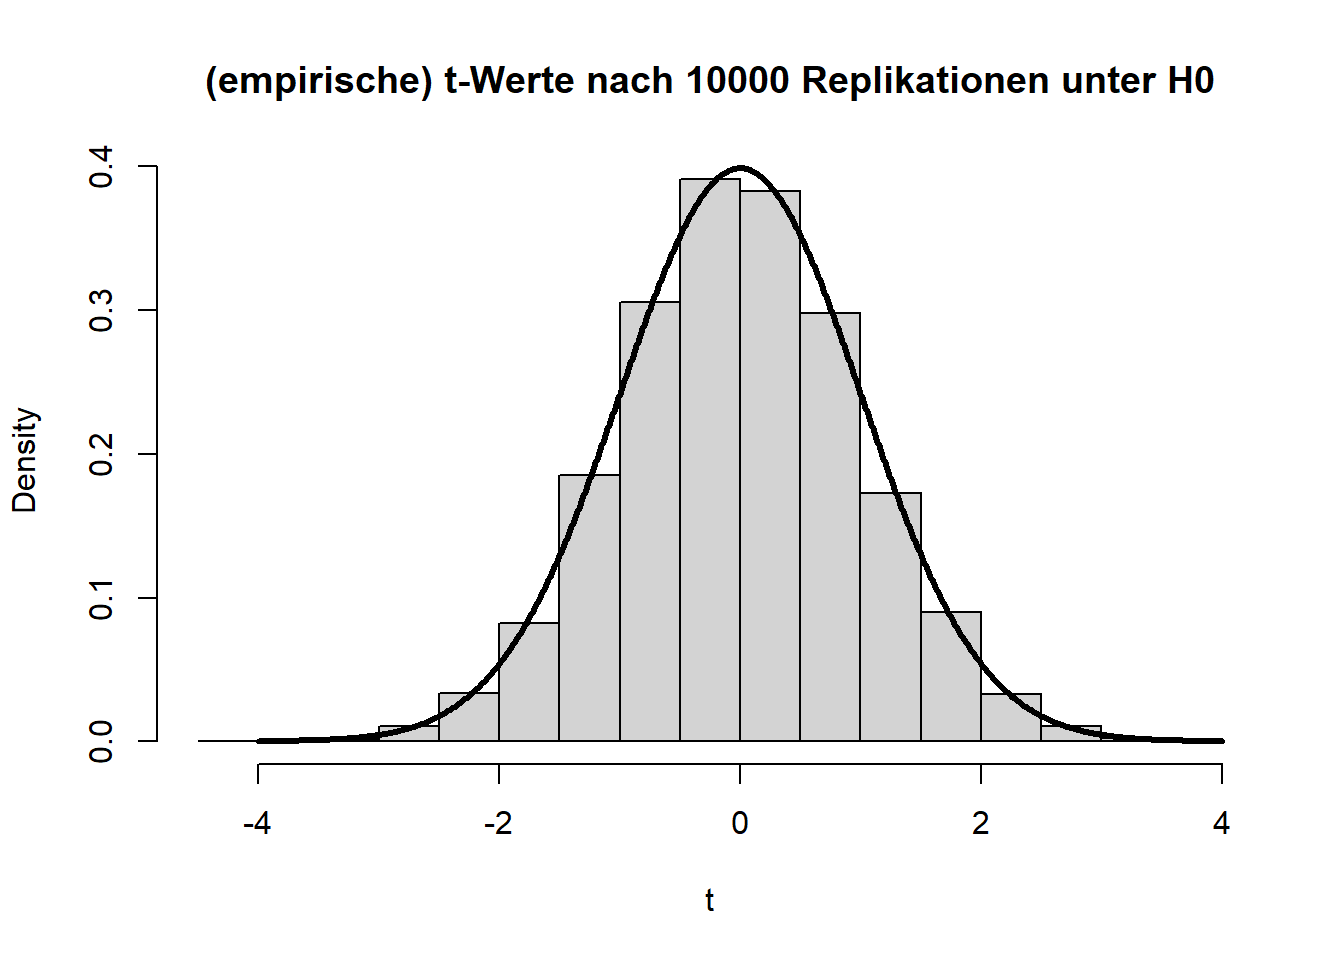 (empirische) t-Werte nach 10000 Replikationen unter H0
Density
0.4
0.3
0.2
0.1
0.0
-4 -2 0 2 4
t